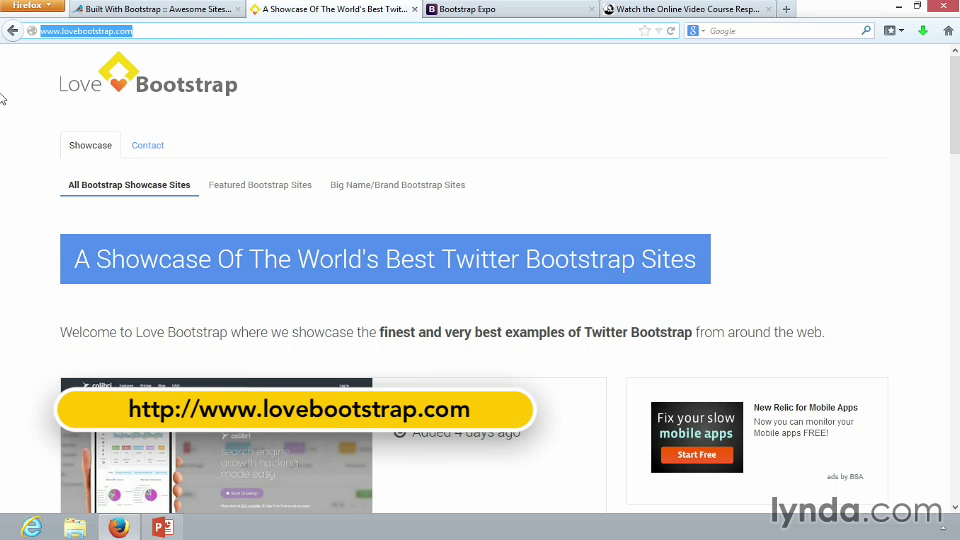 Firefox
Built With Bootstrap :: Awesome Sites...
A Showcase Of The World's Best Twit...
Bootstrap Expo
Watch the Online Video Course Resp...
www.lovebootstrap.com
Google
Love Bootstrap
Showcase
Contact
All Bootstrap Showcase Sites
Featured Bootstrap Sites
Big Name/Brand Bootstrap Sites
A Showcase Of The World's Best Twitter Bootstrap Sites
Welcome to Love Bootstrap where we showcase the finest and very best examples of Twitter Bootstrap from around the web.
colibri
http://www.lovebootstrap.com
Added 4 days ago
Search engine
growth hacking
made easy
Fix your slow
mobile apps
Start Free
New Relic for Mobile Apps
Now you can monitor your
Mobile apps FREE!
ads by BSA
lynda.com